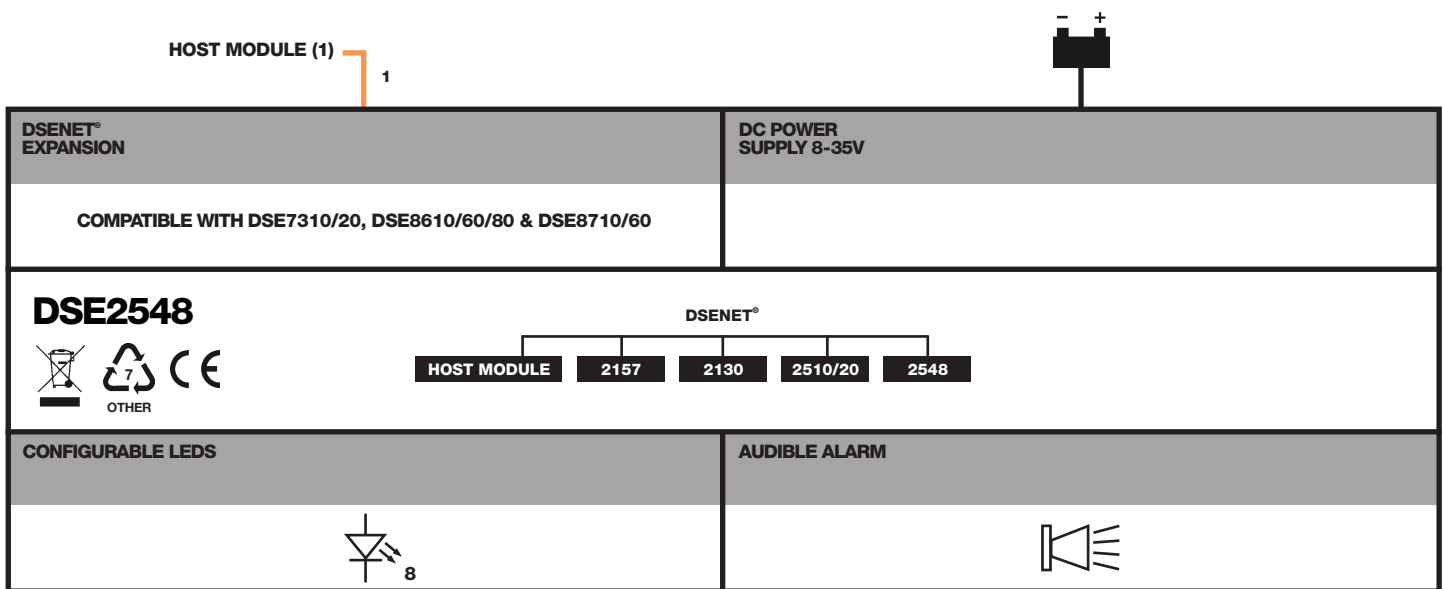 HOST MODULE (1)
1
- +
DSENET®
EXPANSION
DC POWER
SUPPLY 8-35V
COMPATIBLE WITH DSE7310/20, DSE8610/60/80 & DSE8710/60
DSE2548
DSENET®
HOST MODULE 2157 2130 2510/20 2548
7
CE
OTHER
CONFIGURABLE LEDS
AUDIBLE ALARM
8